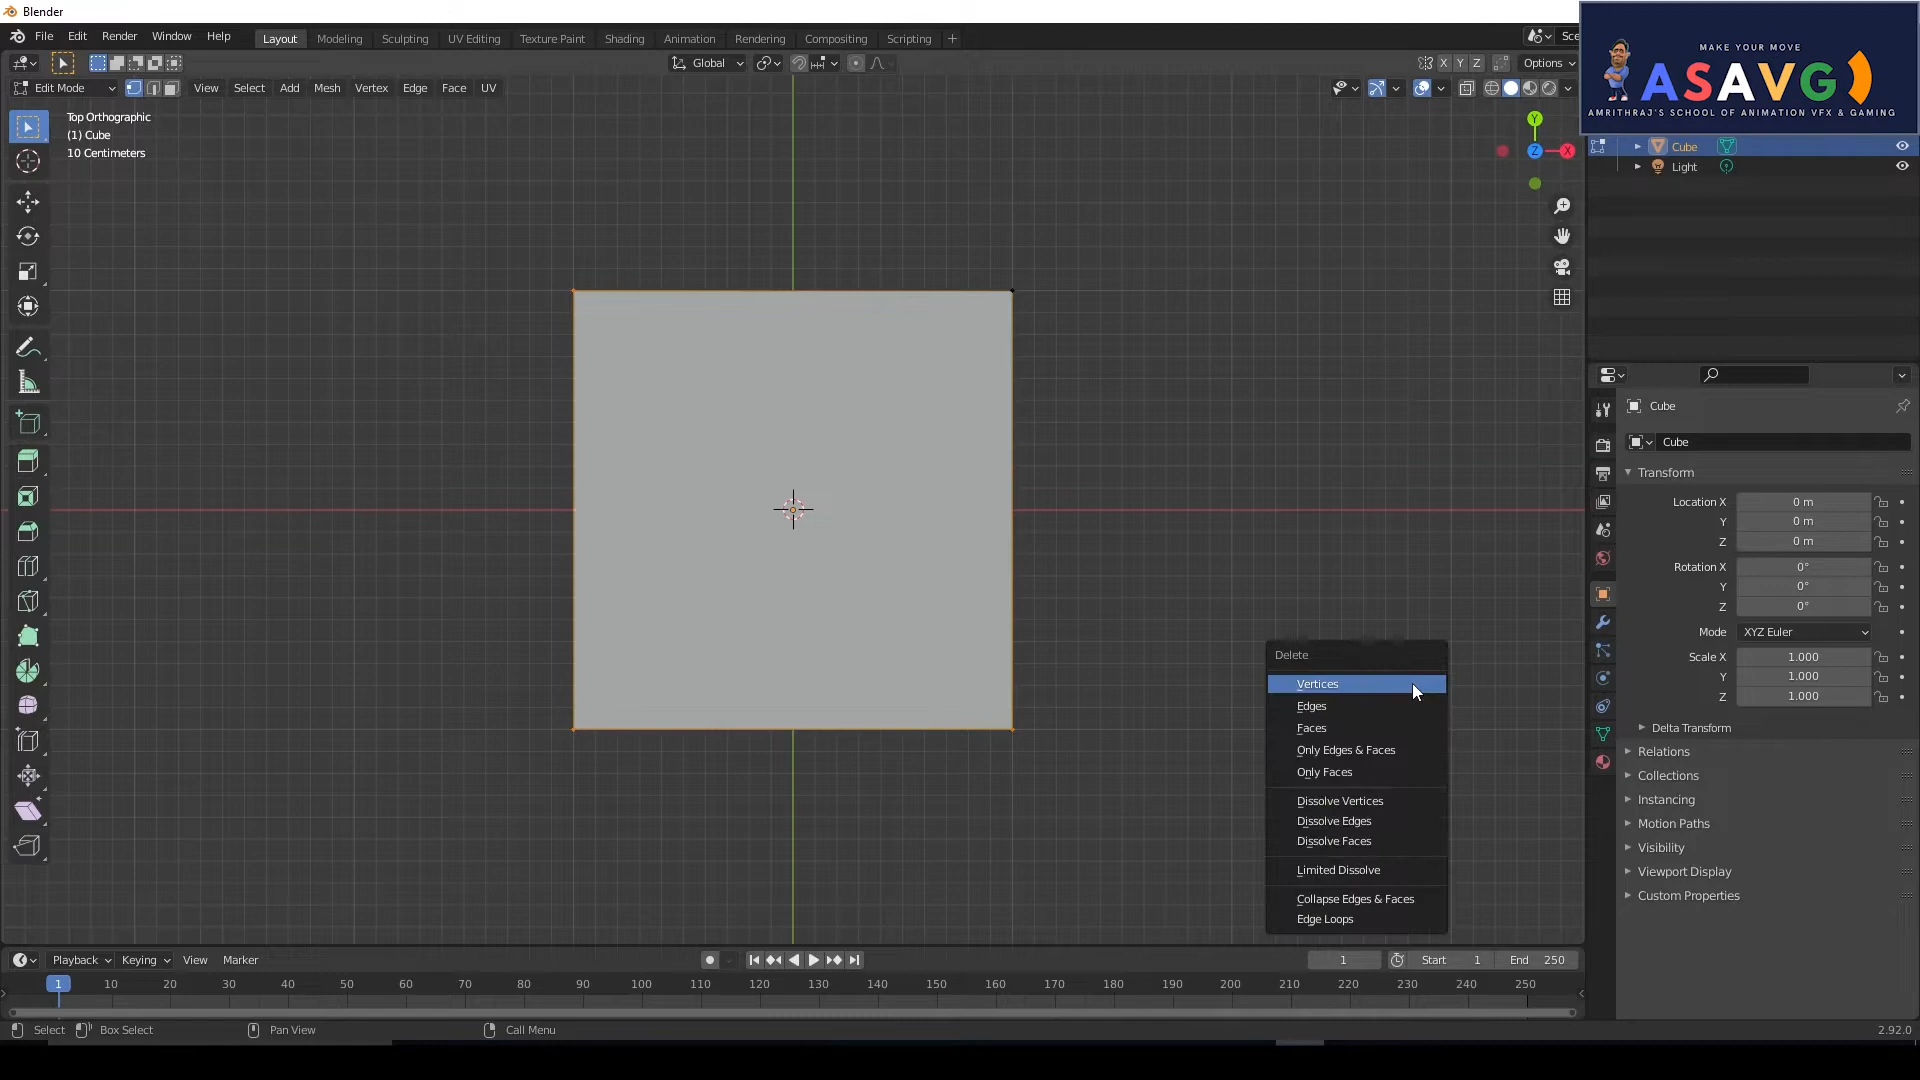 Blender
File Edit Render Window Help Layout Modeling Sculpting UV Editing Texture Paint Shading Animation Rendering Compositing Scripting + Sce
MAKE YOUR MOVE
ASAVG
AMRITHRAJ'S SCHOOL OF ANIMATION VFX & GAMING
Global X Y Z Options
Edit Mode View Select Add Mesh Vertex Edge Face UV
Top Orthographic
(1) Cube
10 Centimeters
Y
Z
X
Cube
Light
Cube
Cube
Transform
Location X 0 m
Y 0 m
Z 0 m
Rotation X 0°
Y 0°
Z 0°
Mode XYZ Euler
Scale X 1.000
Y 1.000
Z 1.000
Delta Transform
Relations
Collections
Instancing
Motion Paths
Visibility
Viewport Display
Custom Properties
Delete
Vertices
Edges
Faces
Only Edges & Faces
Only Faces
Dissolve Vertices
Dissolve Edges
Dissolve Faces
Limited Dissolve
Collapse Edges & Faces
Edge Loops
Playback Keying View Marker 1 Start 1 End 250
1 10 20 30 40 50 60 70 80 90 100 110 120 130 140 150 160 170 180 190 200 210 220 230 240 250
Select Box Select Pan View Call Menu 2.92.0